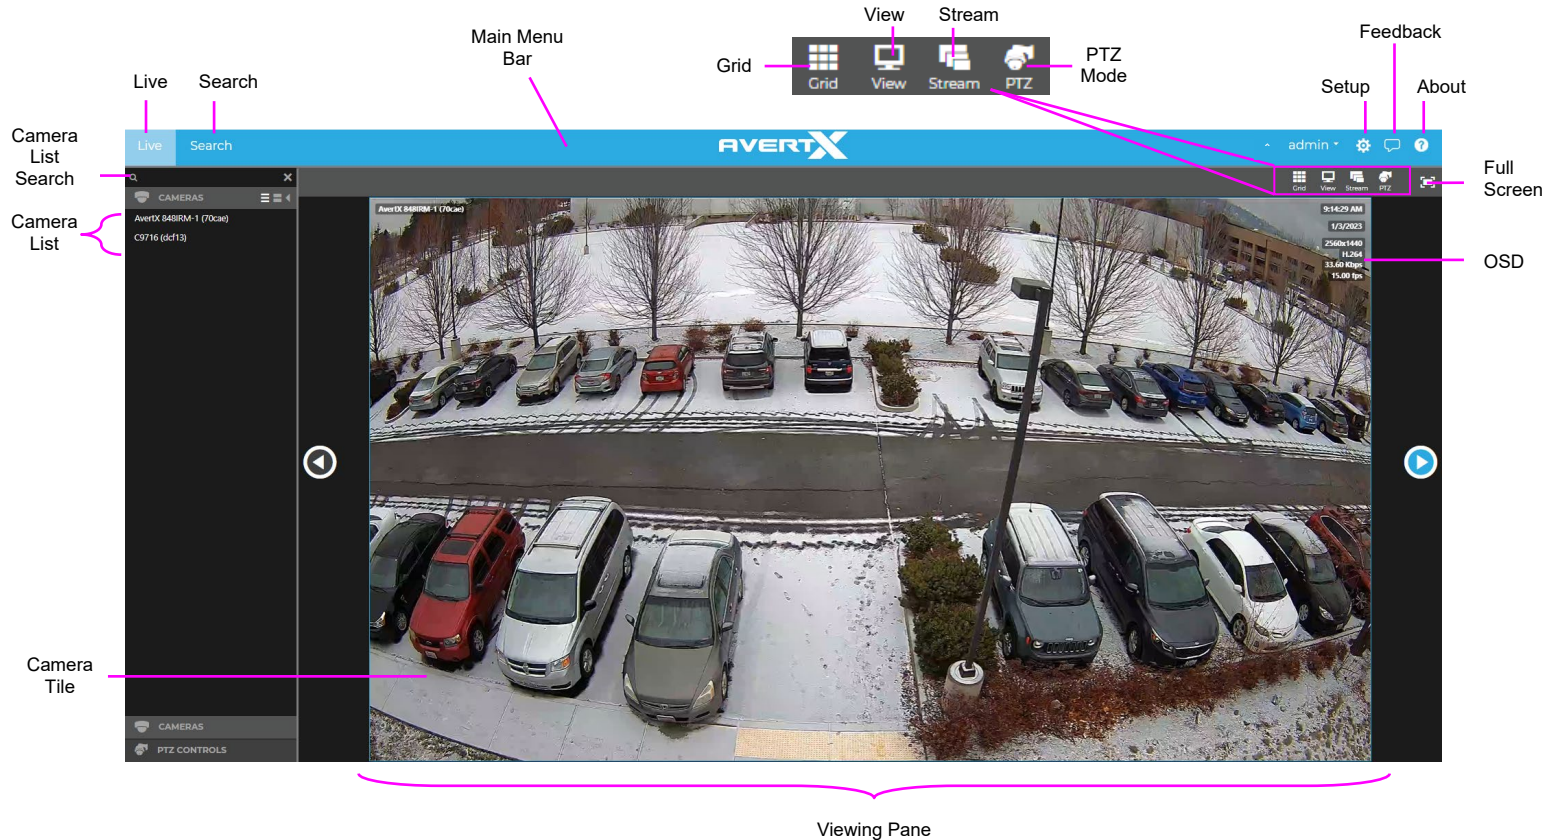 View
Stream
Feedback
Main Menu
Bar
Grid
Grid
View
Stream
PTZ
PTZ
Mode
Live
Search
Setup
About
Camera
List
Search
Live
Search
AVERTX
admin
Full
Screen
CAMERAS
Grid
View
Stream
PTZ
Camera
List
AvertX 848IRM-1 (70cae)
C9716 (dcf13)
AvertX 848IRM-1 (70cae)
9:14:29 AM
1/3/2023
2560x1440
H.264
33.60 Kbps
15.00 fps
OSD
Camera
Tile
CAMERAS
PTZ CONTROLS
Viewing Pane